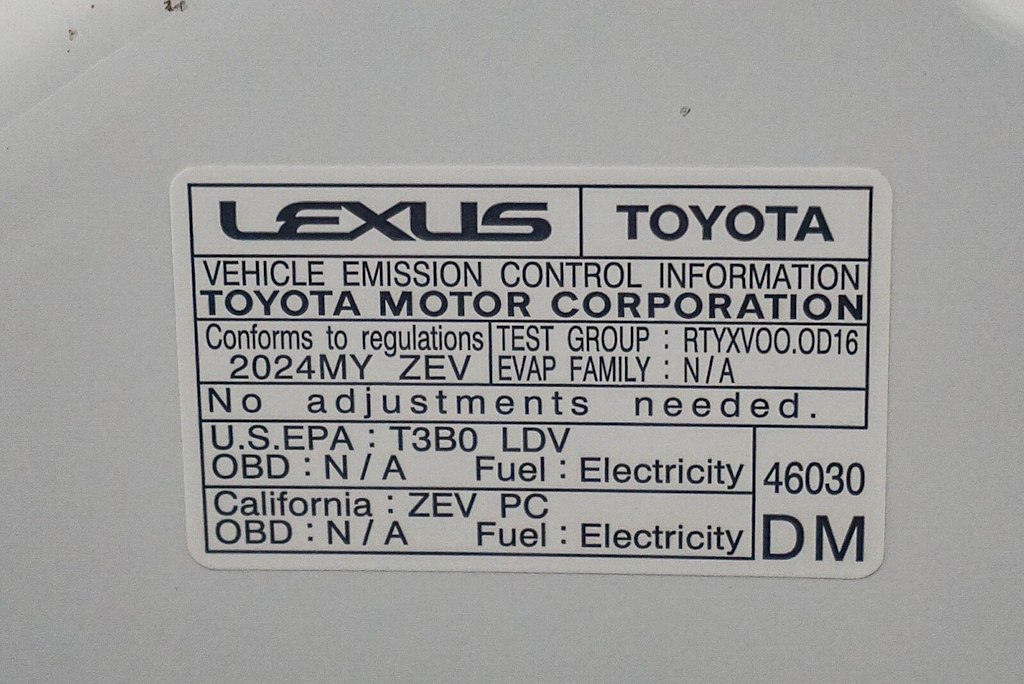 LEXUS TOYOTA
VEHICLE EMISSION CONTROL INFORMATION
TOYOTA MOTOR CORPORATION
Conforms to regulations
2024MY ZEV
TEST GROUP : RTYXV00.0D16
EVAP FAMILY : N/A
No adjustments needed.
U.S.EPA : T3B0 LDV
OBD : N/A Fuel : Electricity
California : ZEV PC
OBD : N/A Fuel : Electricity
46030
DM